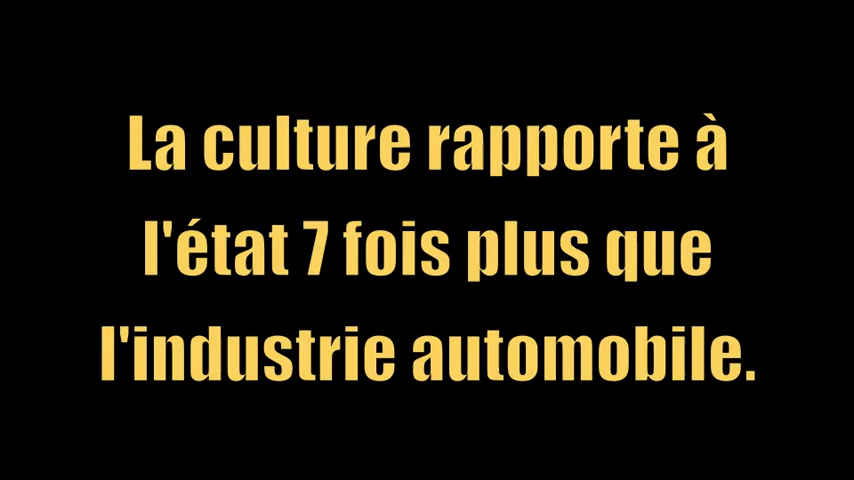 La culture rapporte à
l'état 7 fois plus que
l'industrie automobile.